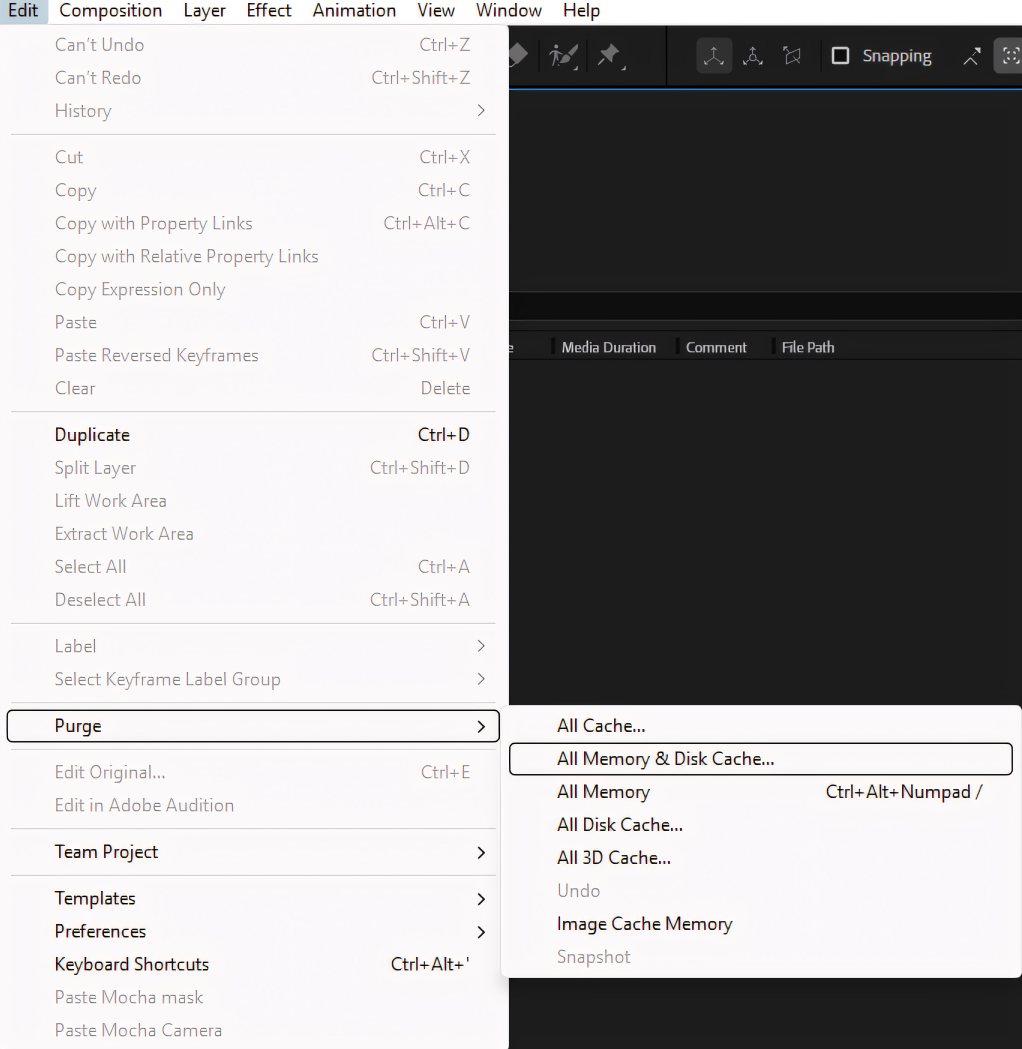 Edit Composition Layer Effect Animation View Window Help
Can't Undo Ctrl+Z
Can't Redo Ctrl+Shift+Z
History
Snapping
Cut Ctrl+X
Copy Ctrl+C
Copy with Property Links Ctrl+Alt+C
Copy with Relative Property Links
Copy Expression Only
Paste Ctrl+V
Paste Reversed Keyframes Ctrl+Shift+V
Clear Delete
Media Duration Comment File Path
Duplicate Ctrl+D
Split Layer Ctrl+Shift+D
Lift Work Area
Extract Work Area
Select All Ctrl+A
Deselect All Ctrl+Shift+A
Label
Select Keyframe Label Group
Purge
Edit Original... Ctrl+E
Edit in Adobe Audition
Team Project
Templates
Preferences
Keyboard Shortcuts Ctrl+Alt+'
Paste Mocha mask
Paste Mocha Camera
All Cache...
All Memory & Disk Cache...
All Memory Ctrl+Alt+Numpad /
All Disk Cache...
All 3D Cache...
Undo
Image Cache Memory
Snapshot